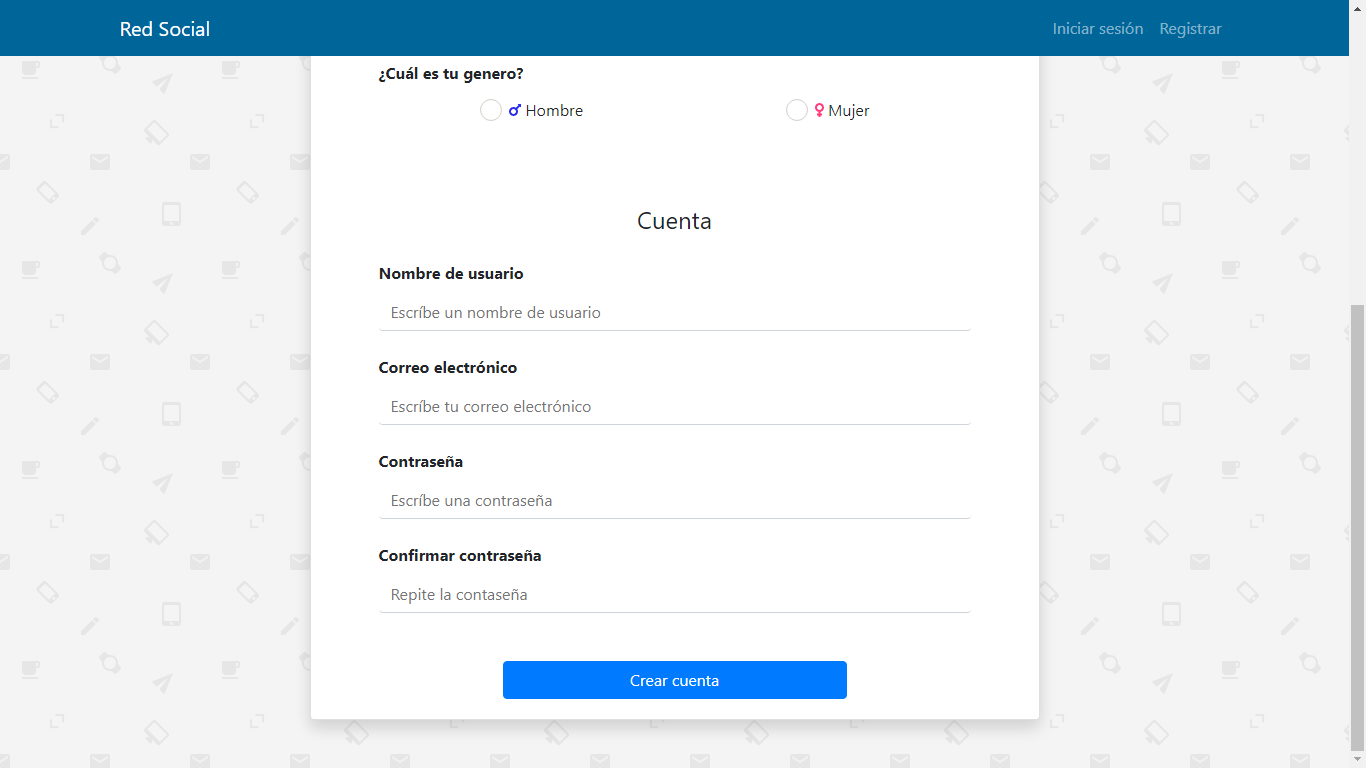 Red Social
Iniciar sesión Registrar
¿Cuál es tu genero?
Hombre Mujer
Cuenta
Nombre de usuario
Escríbe un nombre de usuario
Correo electrónico
Escríbe tu correo electrónico
Contraseña
Escríbe una contraseña
Confirmar contraseña
Repite la contaseña
Crear cuenta